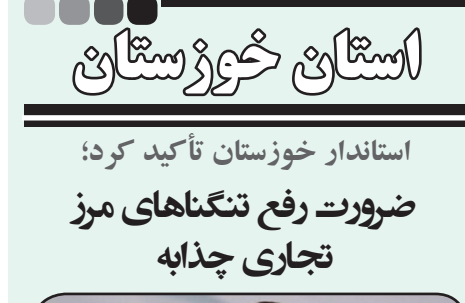 استان خوزستان
استاندار خوزستان تأکید کرد؛
ضرورت رفع تنگناهای مرز
تجاری چذابه